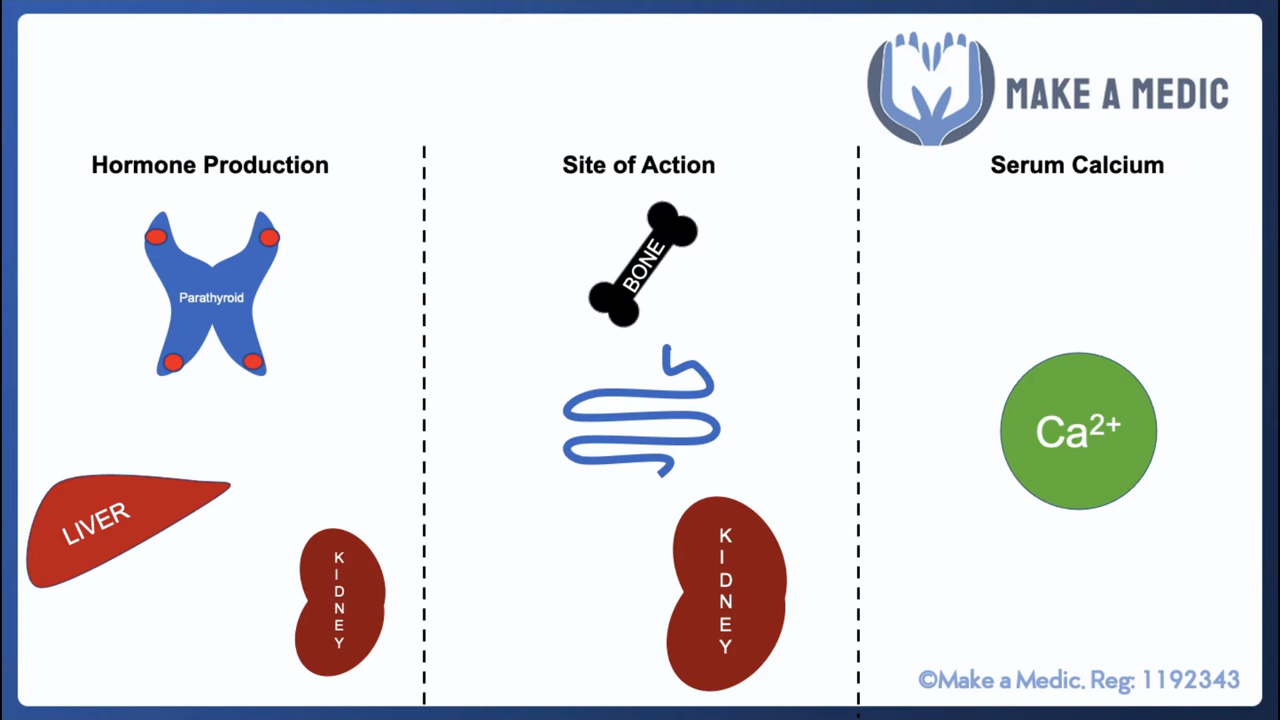 MAKE A MEDIC
Hormone Production
Site of Action
Serum Calcium
Parathyroid
BONE
Ca²⁺
LIVER
KIDNEY
KIDNEY
©Make a Medic. Reg: 1192343